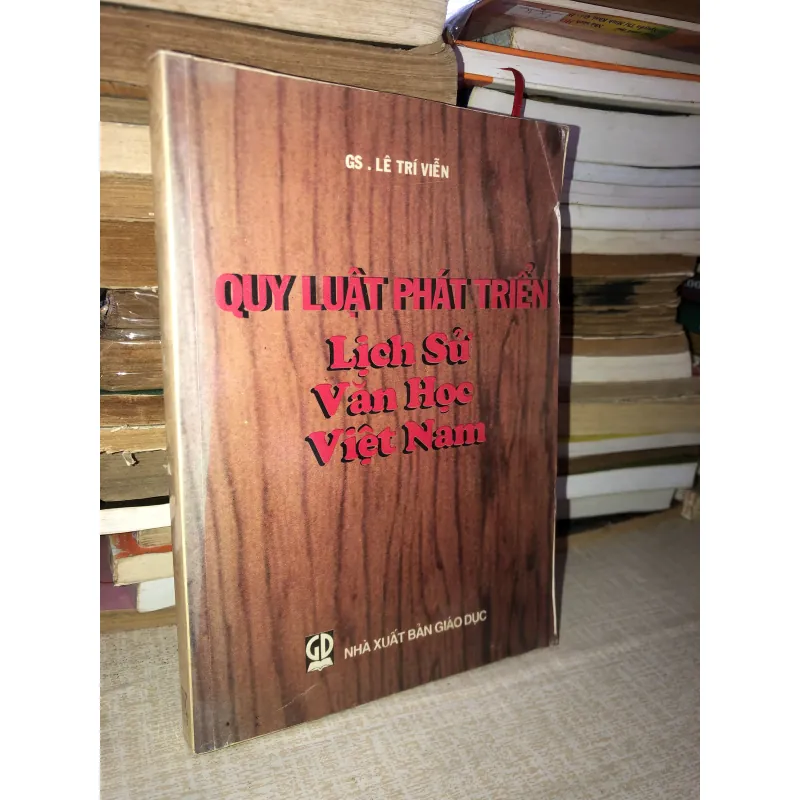 GS . LÊ TRÍ VIỄN
QUY LUẬT PHÁT TRIỂN
Lịch Sử
Văn Học
Việt Nam
GD
NHÀ XUẤT BẢN GIÁO DỤC